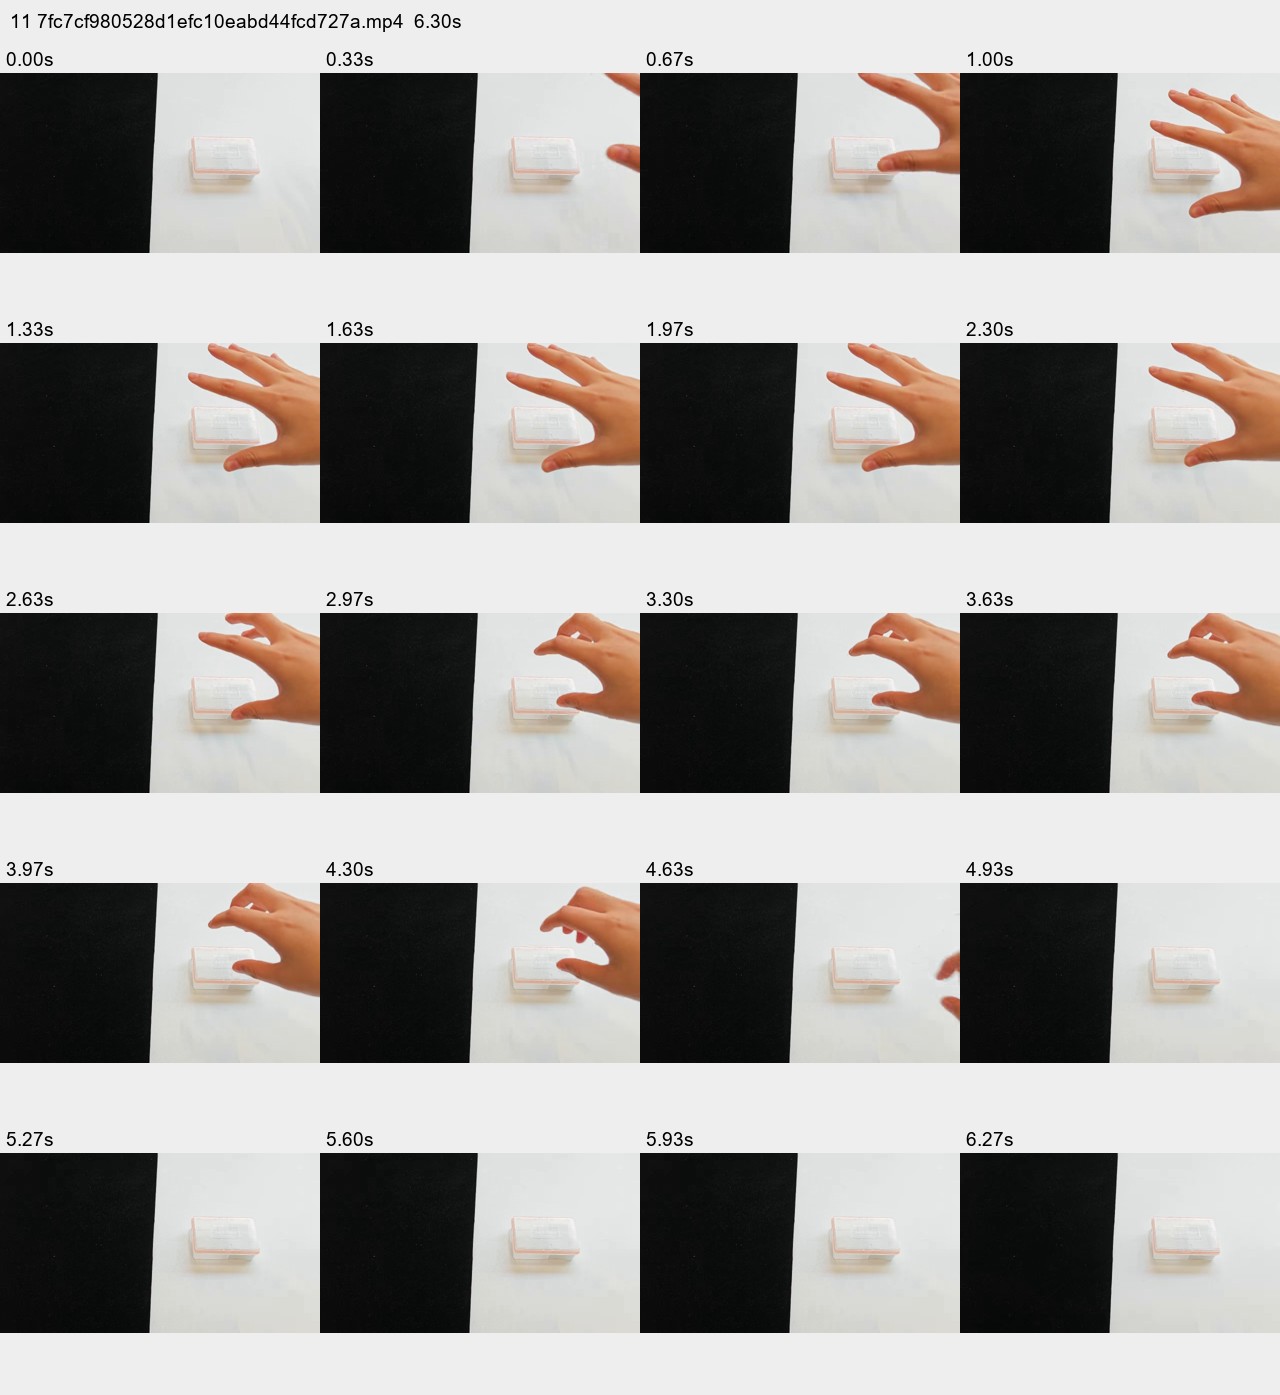 11 7fc7cf980528d1efc10eabd44fcd727a.mp4 6.30s
0.00s 0.33s 0.67s 1.00s
1.33s 1.63s 1.97s 2.30s
2.63s 2.97s 3.30s 3.63s
3.97s 4.30s 4.63s 4.93s
5.27s 5.60s 5.93s 6.27s